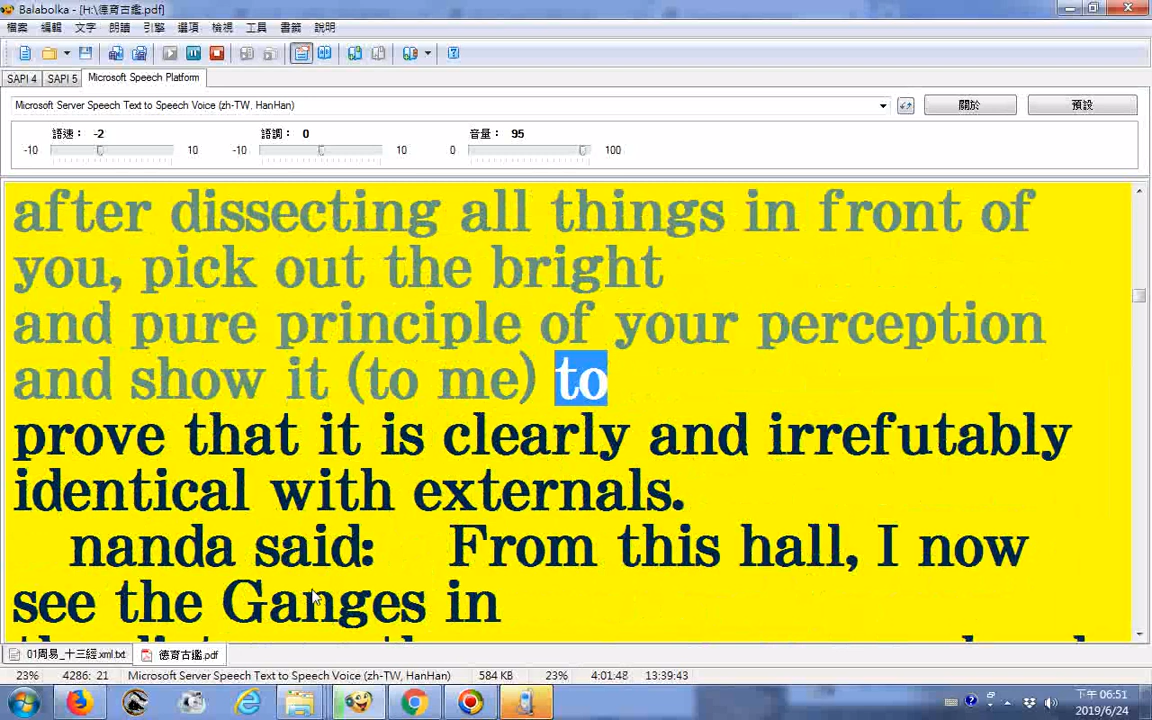 Balabolka - [H:\德育古鑑.pdf]
檔案 編輯 文字 朗讀 引擎 選項 檢視 工具 書籤 說明
SAPI 4 SAPI 5 Microsoft Speech Platform
Microsoft Server Speech Text to Speech Voice (zh-TW, HanHan) 關於 預設
語速： -2 語調： 0 音量： 95
-10 10 -10 10 0 100
after dissecting all things in front of
you, pick out the bright
and pure principle of your perception
and show it (to me) to
prove that it is clearly and irrefutably
identical with externals.
nanda said: From this hall, I now
see the Ganges in
01周易_十三經.xml.txt 德育古鑑.pdf
23% 4286: 21 Microsoft Server Speech Text to Speech Voice (zh-TW, HanHan) 584 KB 23% 4:01:48 13:39:43
下午 06:51
2019/6/24